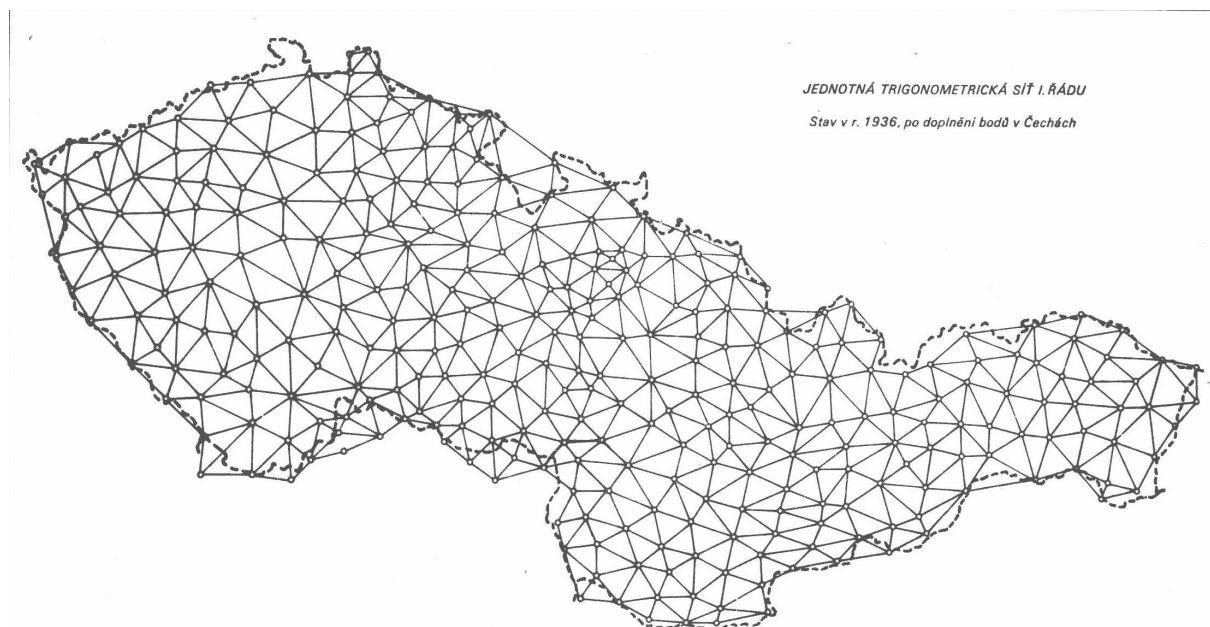 JEDNOTNÁ TRIGONOMETRICKÁ SÍŤ I. ŘÁDU
Stav v r. 1936, po doplnění bodů v Čechách